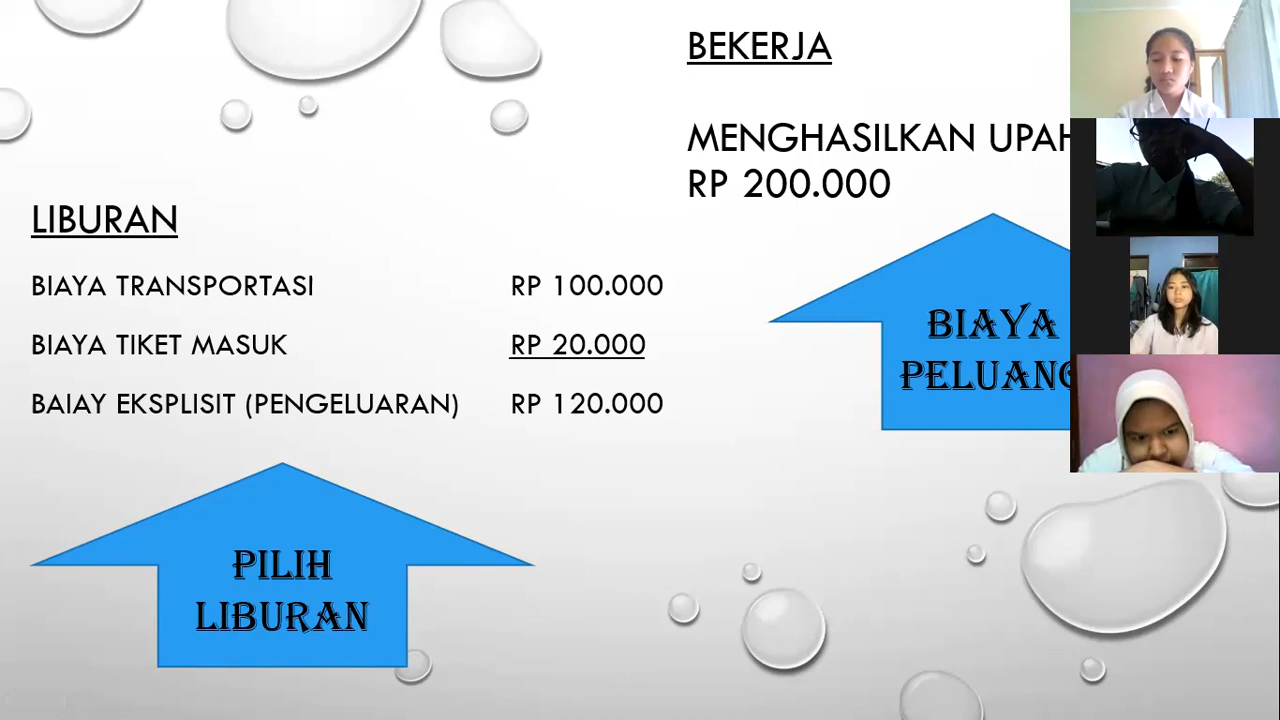 BEKERJA
MENGHASILKAN UPAH
RP 200.000
LIBURAN
BIAYA TRANSPORTASI RP 100.000
BIAYA TIKET MASUK RP 20.000
BAIAY EKSPLISIT (PENGELUARAN) RP 120.000
BIAYA
PELUANG
PILIH
LIBURAN